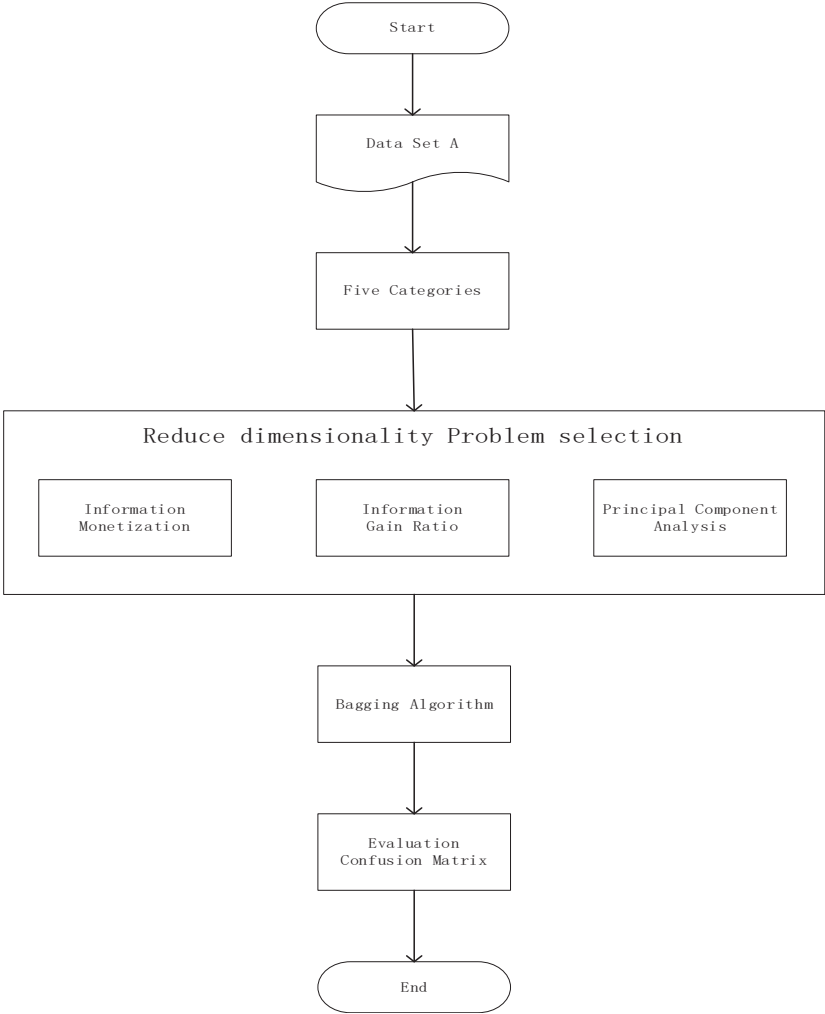 Start
Data Set A
Five Categories
Reduce dimensionality Problem selection
Information
Monetization
Information
Gain Ratio
Principal Component
Analysis
Bagging Algorithm
Evaluation
Confusion Matrix
End